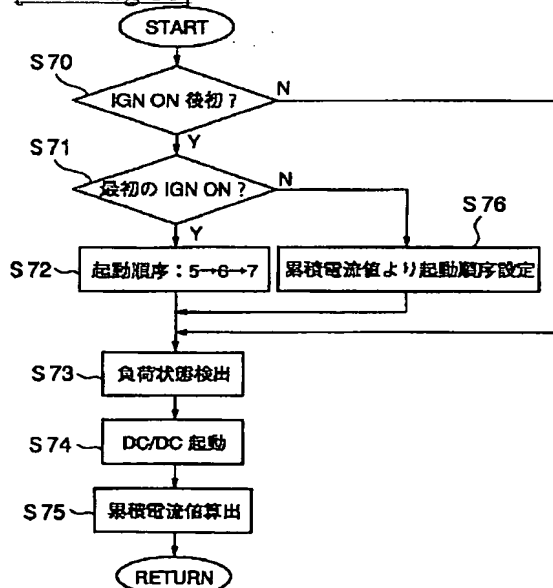 START
S70
IGN ON 後初？
N
Y
S71
最初の IGN ON？
N
Y
S76
S72
起動順序：5→6→7
累積電流値より起動順序設定
S73
負荷状態検出
S74
DC/DC 起動
S75
累積電流値算出
RETURN